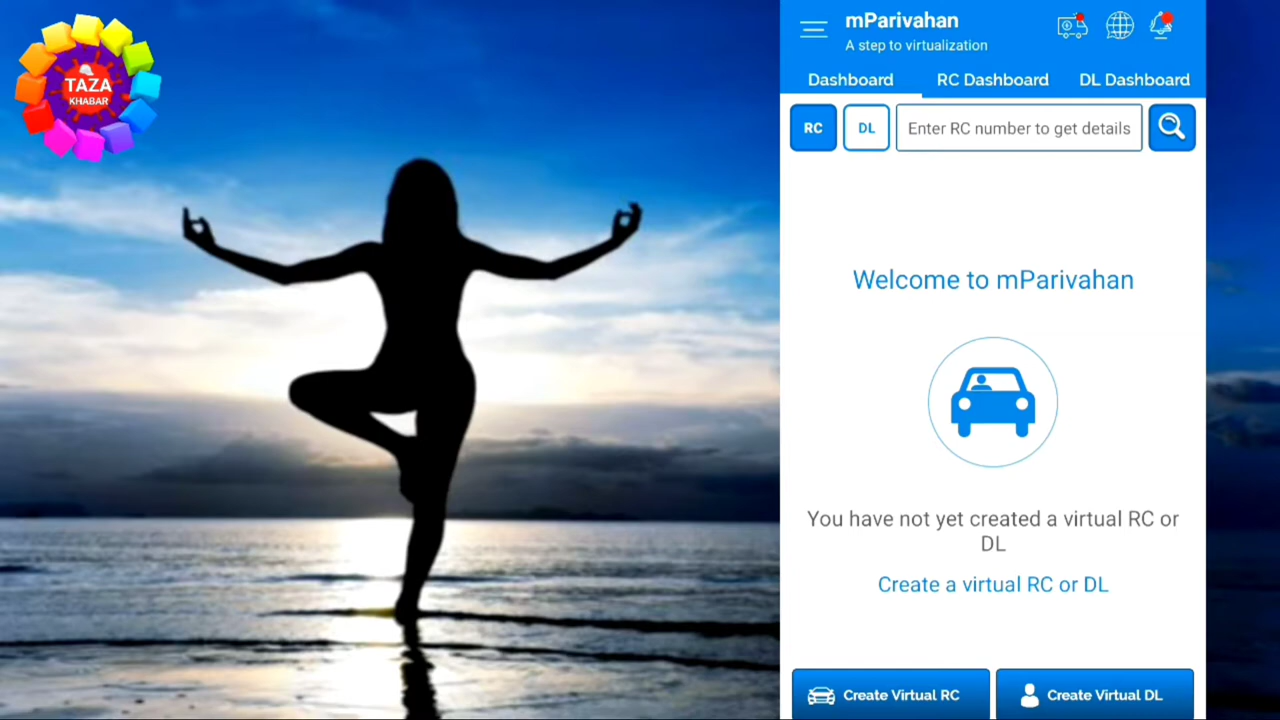 TAZA
KHABAR
mParivahan
A step to virtualization
Dashboard
RC Dashboard
DL Dashboard
RC
DL
Enter RC number to get details
Welcome to mParivahan
You have not yet created a virtual RC or
DL
Create a virtual RC or DL
Create Virtual RC
Create Virtual DL